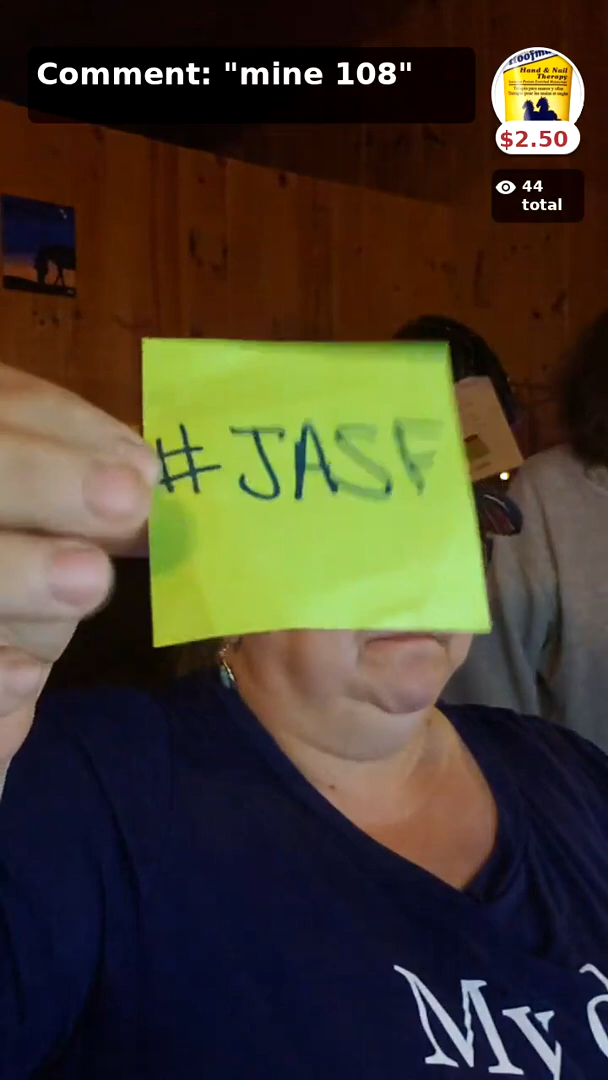 Comment: "mine 108"
Hand & Nail
Therapy
$2.50
44
total
#JASF
My